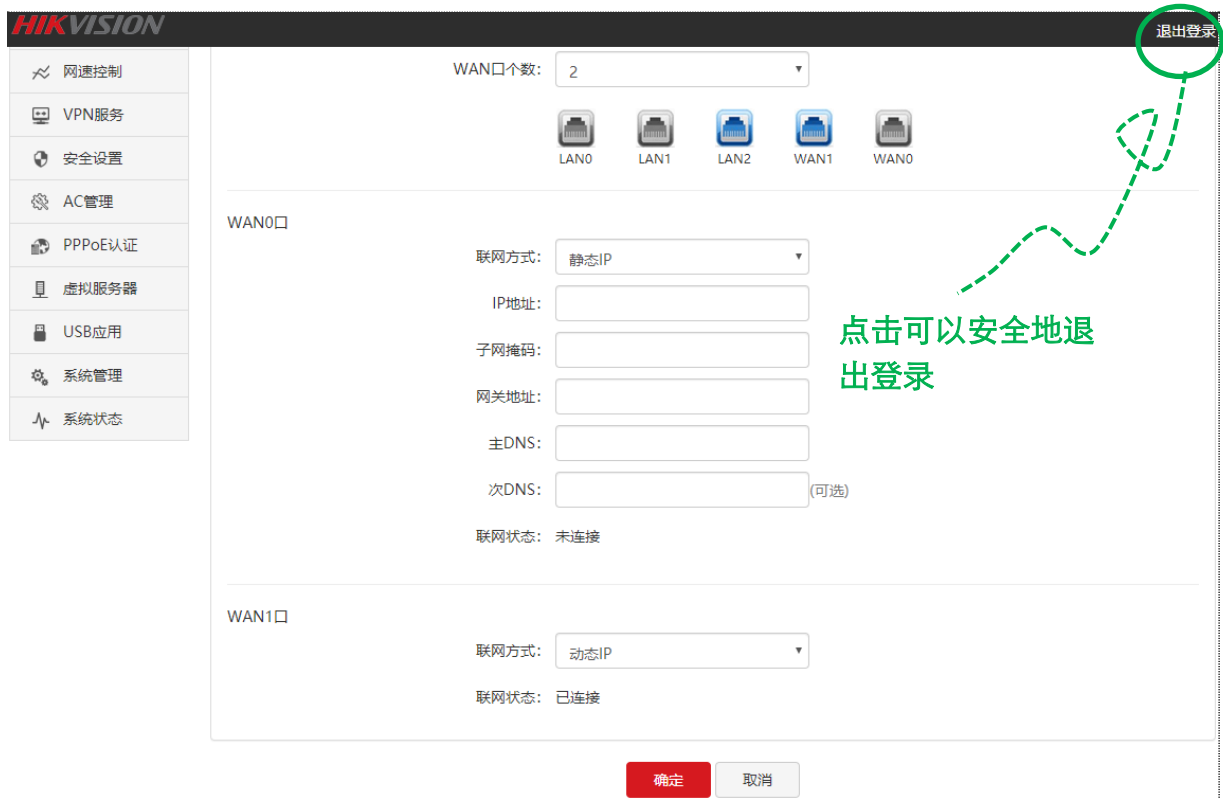 HIKVISION
退出登录
网速控制
VPN服务
安全设置
AC管理
PPPoE认证
虚拟服务器
USB应用
系统管理
系统状态
WAN口个数： 2
LAN0 LAN1 LAN2 WAN1 WAN0
WAN0口
联网方式： 静态IP
IP地址：
子网掩码：
网关地址：
主DNS：
次DNS： (可选)
联网状态： 未连接
点击可以安全地退
出登录
WAN1口
联网方式： 动态IP
联网状态： 已连接
确定 取消